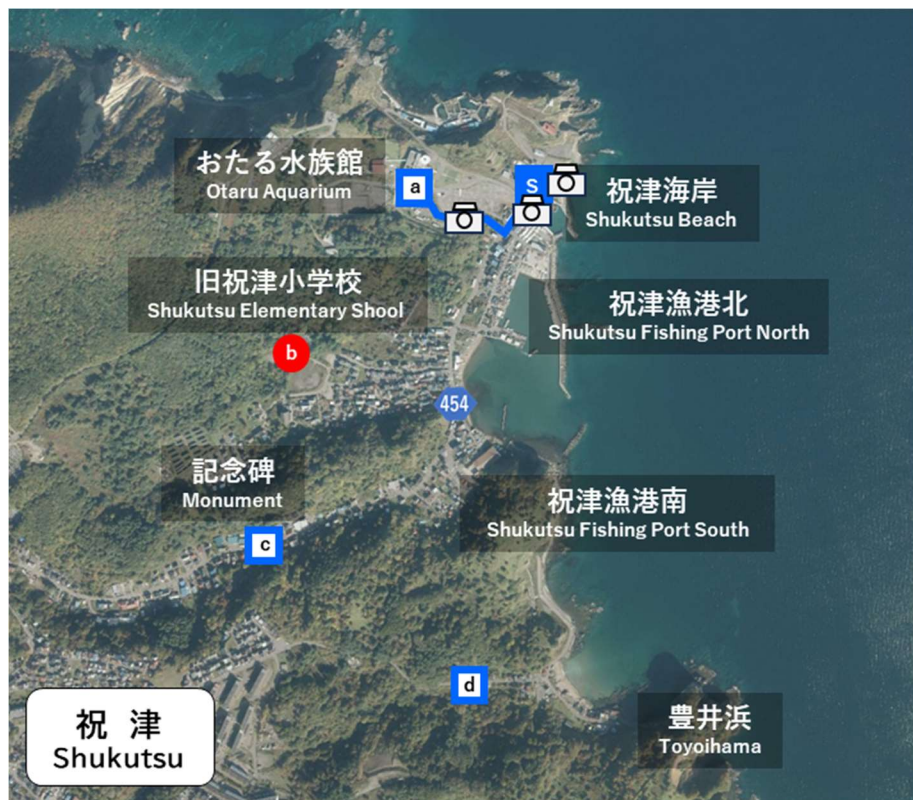 おたる水族館
Otaru Aquarium
a
S
祝津海岸
Shukutsu Beach
旧祝津小学校
Shukutsu Elementary Shool
b
祝津漁港北
Shukutsu Fishing Port North
454
記念碑
Monument
c
祝津漁港南
Shukutsu Fishing Port South
d
祝 津
Shukutsu
豊井浜
Toyoihama